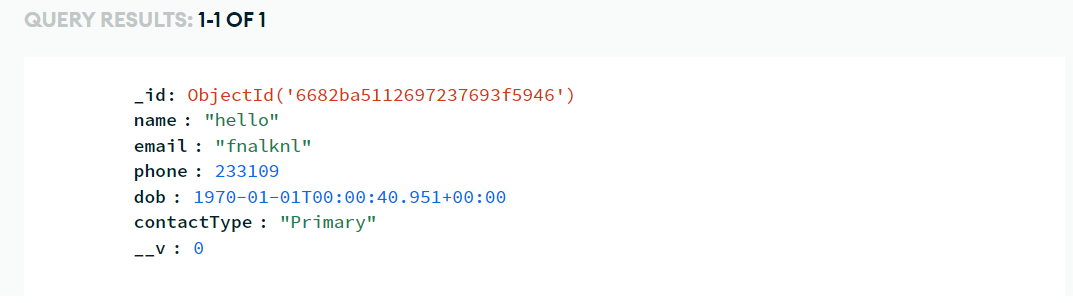 QUERY RESULTS: 1-1 OF 1
_id: ObjectId('6682ba5112697237693f5946')
name : "hello"
email : "fnalknl"
phone : 233109
dob : 1970-01-01T00:00:40.951+00:00
contactType : "Primary"
__v : 0